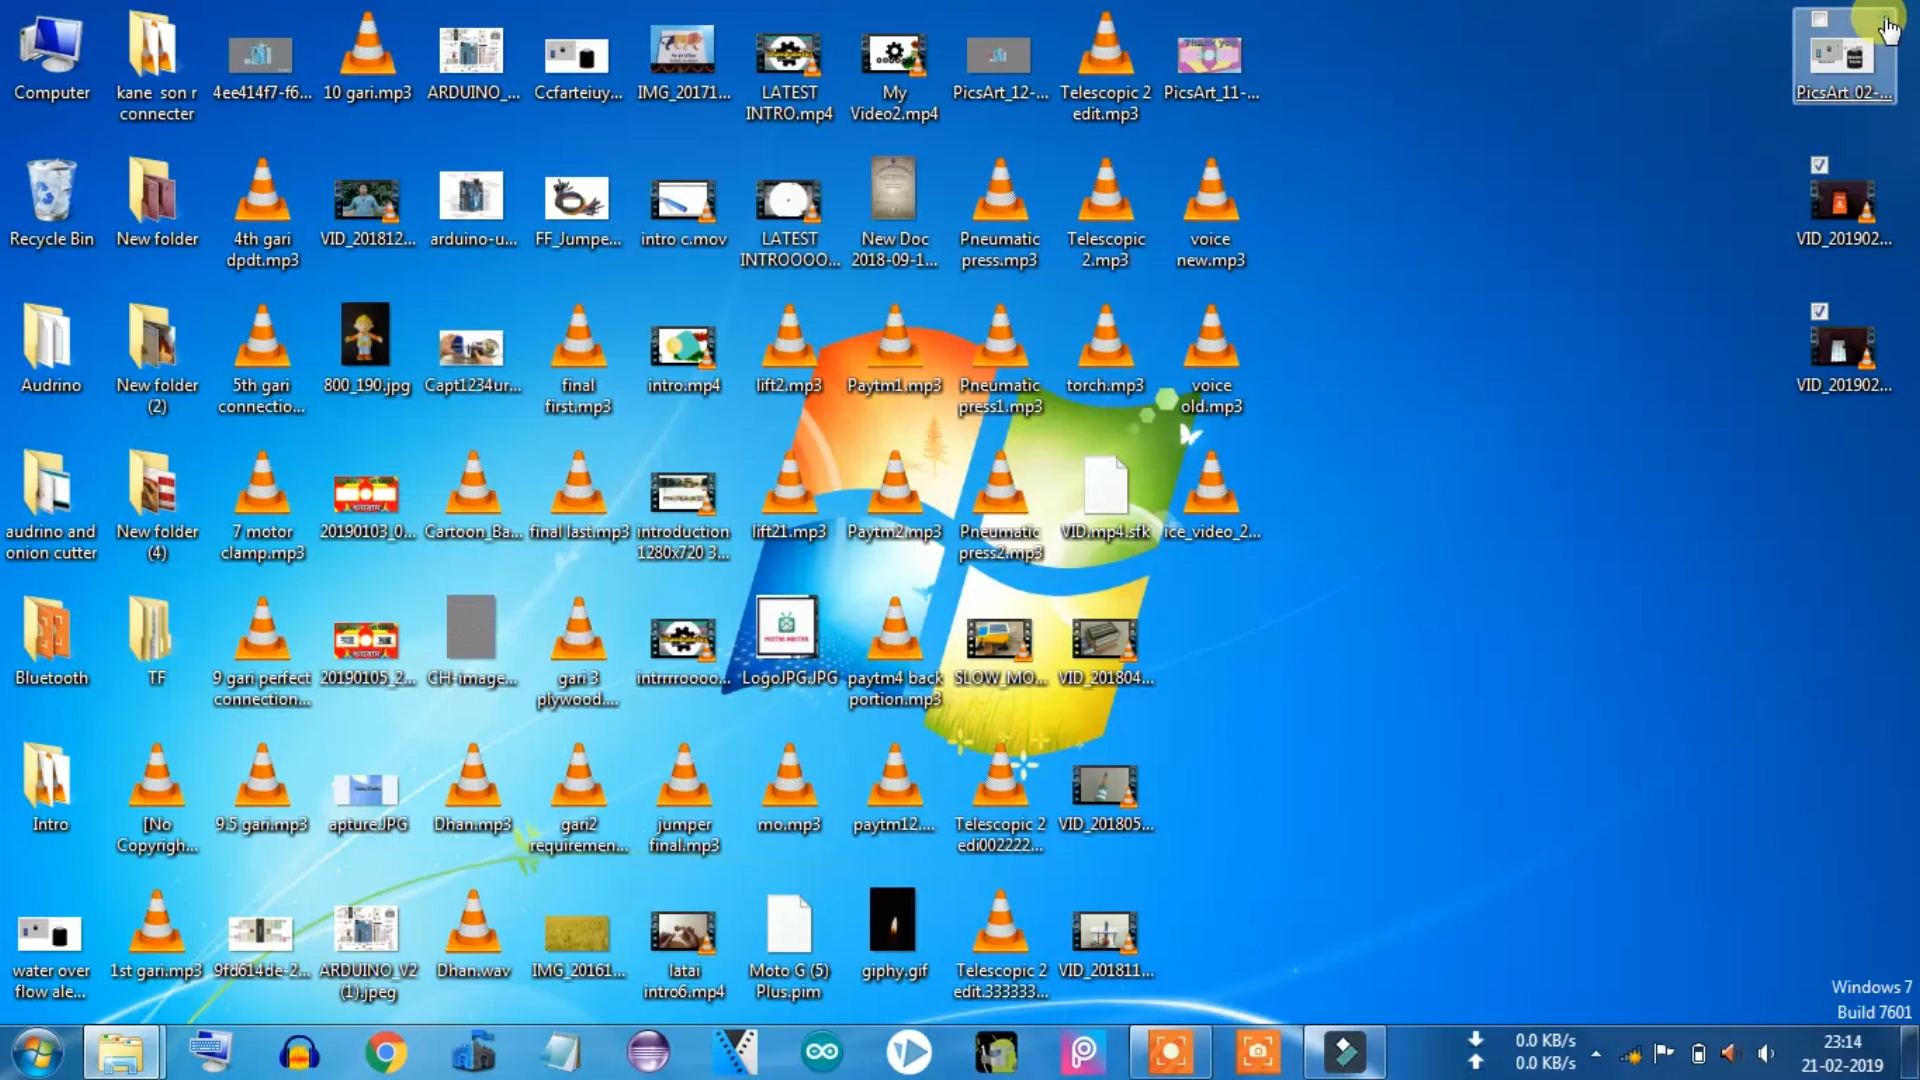 Computer
kane son r
connecter
4ee414f7-f6...
10 gari.mp3
ARDUINO_...
Ccfarteiuy...
IMG_20171...
LATEST
INTRO.mp4
My
Video2.mp4
PicsArt_12-...
Telescopic 2
edit.mp3
PicsArt_11-...
PicsArt_02-...
Recycle Bin
New folder
4th gari
dpdt.mp3
VID_201812...
arduino-u...
FF_Jumpe...
intro c.mov
LATEST
INTROOOO...
New Doc
2018-09-1...
Pneumatic
press.mp3
Telescopic
2.mp3
voice
new.mp3
VID_201902...
Audrino
New folder
(2)
5th gari
connectio...
800_190.jpg
Capt1234ur...
final
first.mp3
intro.mp4
lift2.mp3
Paytm1.mp3
Pneumatic
press1.mp3
torch.mp3
voice
old.mp3
VID_201902...
audrino and
onion cutter
New folder
(4)
7 motor
clamp.mp3
20190103_0...
Cartoon_Ba...
final last.mp3
introduction
1280x720 3...
lift21.mp3
Paytm2.mp3
Pneumatic
press2.mp3
VID.mp4.sfk
ice_video_2...
Bluetooth
TF
9 gari perfect
connection...
20190105_2...
CH-image...
gari 3
plywood....
intrrrroooo...
LogoJPG.JPG
paytm4 back
portion.mp3
SLOW_MO...
VID_201804...
Intro
[No
Copyrigh...
9.5 gari.mp3
apture.JPG
Dhan.mp3
gari2
requiremen...
jumper
final.mp3
mo.mp3
paytm12....
Telescopic 2
edi002222...
VID_201805...
water over
flow ale...
1st gari.mp3
9fd614de-2...
ARDUINO_V2
(1).jpeg
Dhan.wav
IMG_20161...
latai
intro6.mp4
Moto G (5)
Plus.pim
giphy.gif
Telescopic 2
edit.333333...
VID_201811...
Windows 7
Build 7601
0.0 KB/s
0.0 KB/s
23:14
21-02-2019